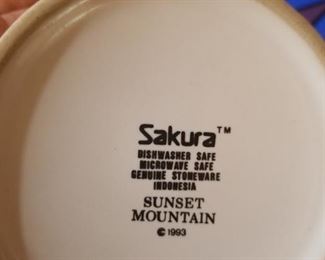 Sakura™
DISHWASHER SAFE
MICROWAVE SAFE
GENUINE STONEWARE
INDONESIA
SUNSET
MOUNTAIN
© 1993